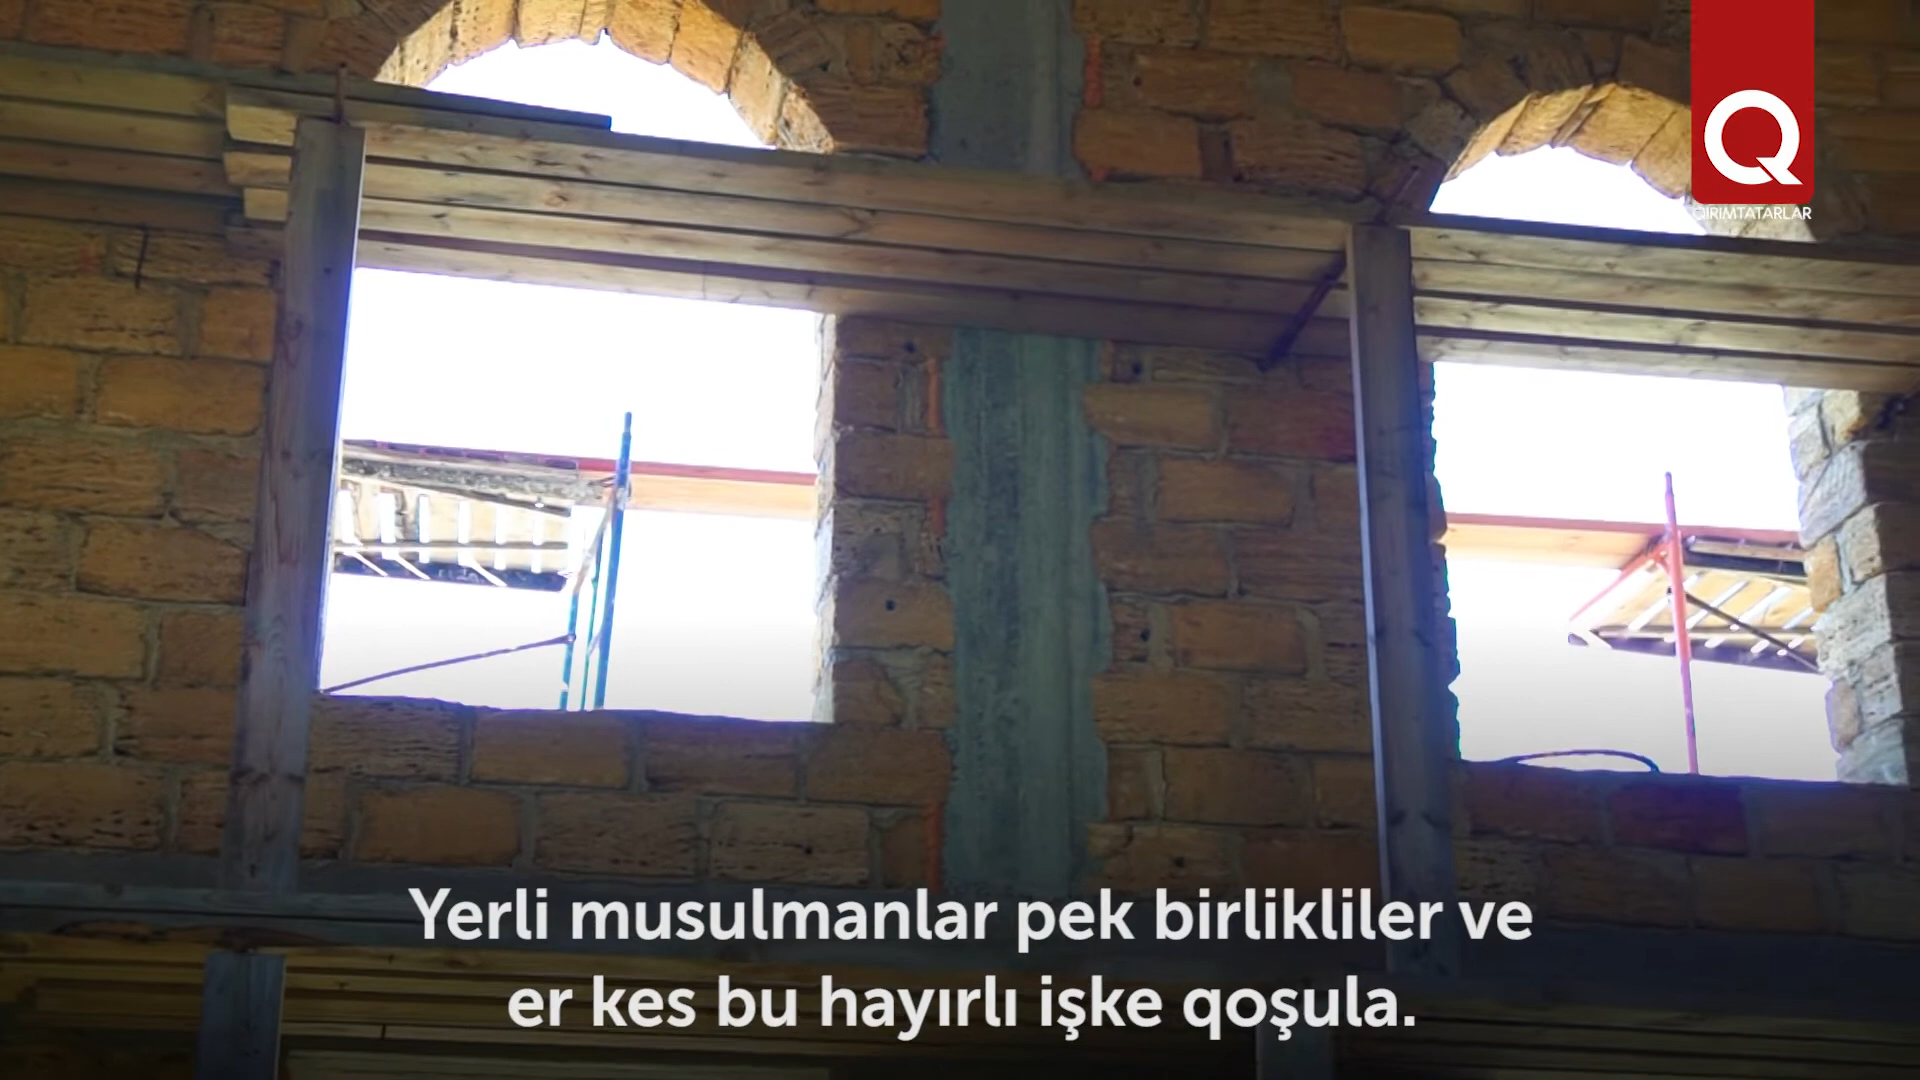 QIRIMTATARLAR
Yerli musulmanlar pek birlikliler ve
er kes bu hayırlı işke qoşula.